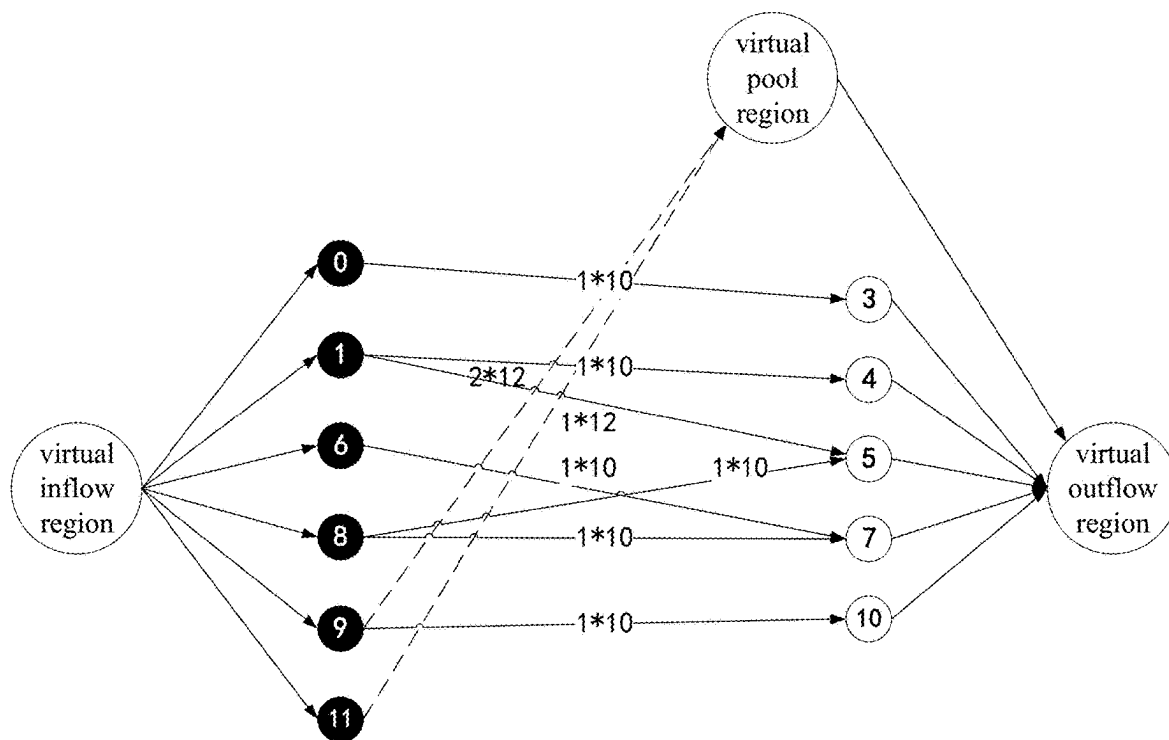 virtual
pool
region
0
1*10
3
1
2*12
1*10
4
1*12
virtual
inflow
region
6
1*10
1*10
5
virtual
outflow
region
8
1*10
7
9
1*10
10
11